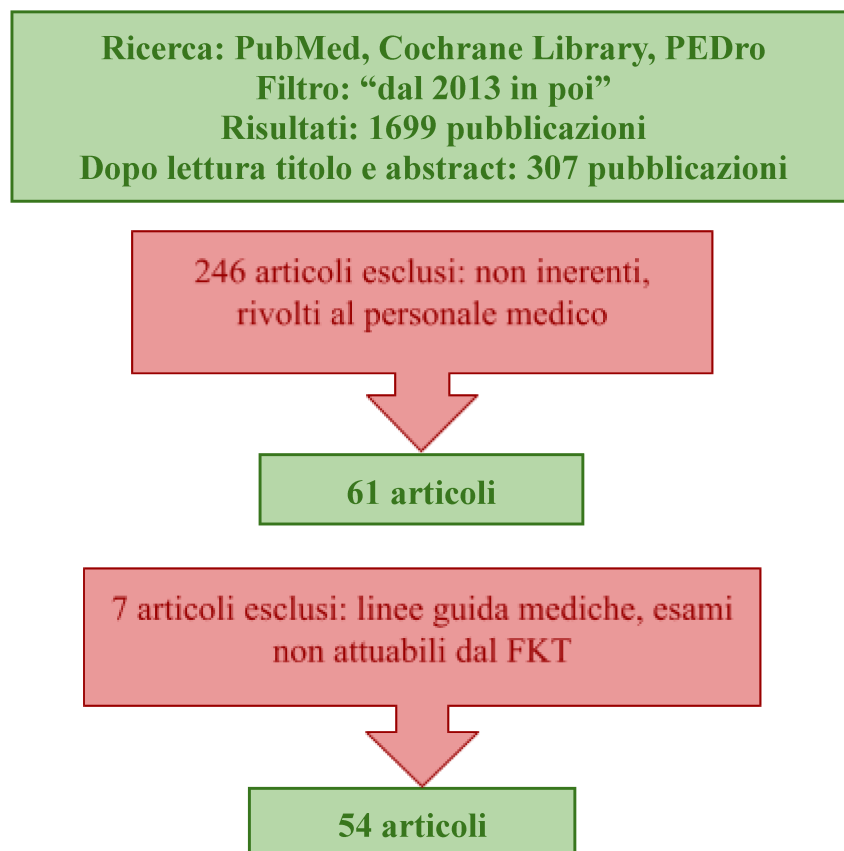 Ricerca: PubMed, Cochrane Library, PEDro
Filtro: “dal 2013 in poi”
Risultati: 1699 pubblicazioni
Dopo lettura titolo e abstract: 307 pubblicazioni
246 articoli esclusi: non inerenti,
rivolti al personale medico
61 articoli
7 articoli esclusi: linee guida mediche, esami
non attuabili dal FKT
54 articoli